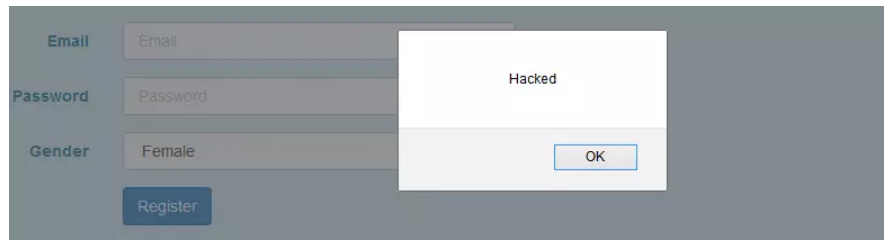 Email
Email
Hacked
Password
Password
Gender
Female
OK
Register